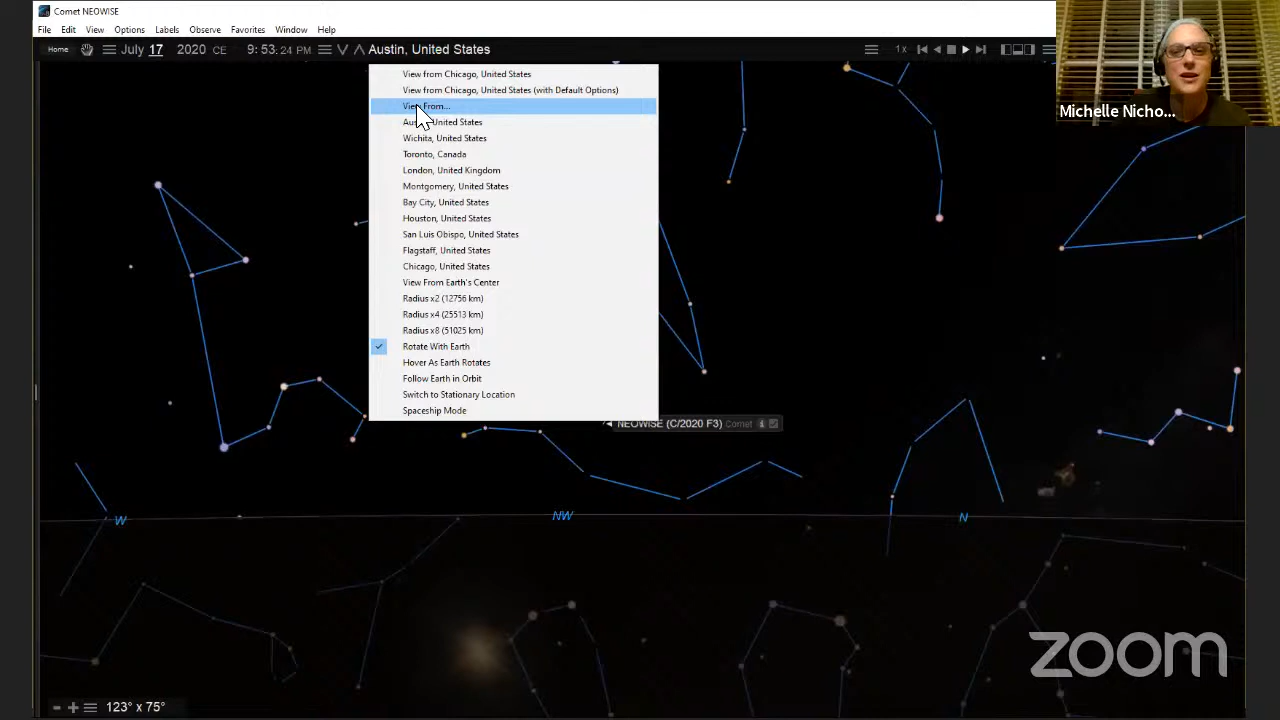 Comet NEOWISE
File Edit View Options Labels Observe Favorites Window Help
Home July 17 2020 CE 9:53.24 PM Austin, United States 1x
View from Chicago, United States
View from Chicago, United States (with Default Options)
View From...
Austin, United States
Wichita, United States
Toronto, Canada
London, United Kingdom
Montgomery, United States
Bay City, United States
Houston, United States
San Luis Obispo, United States
Flagstaff, United States
Chicago, United States
View From Earth's Center
Radius x2 (12756 km)
Radius x4 (25513 km)
Radius x8 (51025 km)
Rotate With Earth
Hover As Earth Rotates
Follow Earth in Orbit
Switch to Stationary Location
Spaceship Mode
Michelle Nicho...
NEOWISE (C/2020 F3) Comet
W NW N
zoom
123° x 75°